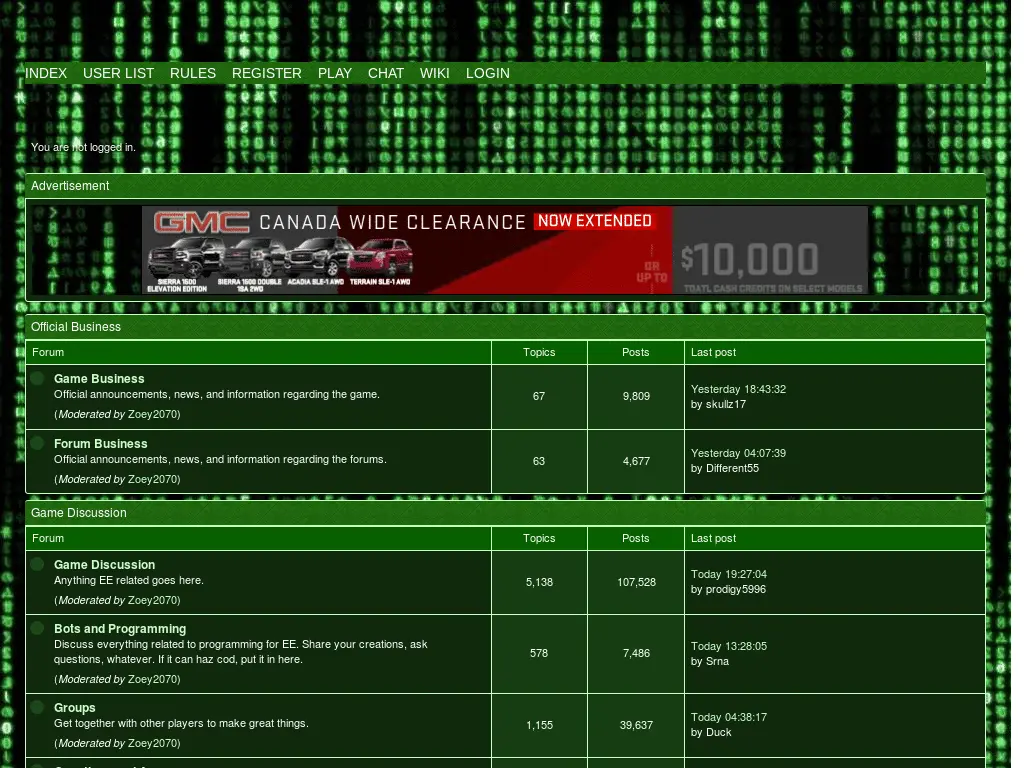 INDEX USER LIST RULES REGISTER PLAY CHAT WIKI LOGIN
You are not logged in.
Advertisement
GMC CANADA WIDE CLEARANCE NOW EXTENDED
SIERRA 1500 ELEVATION EDITION
SIERRA 1500 DOUBLE 1SA 2WD
ACADIA SLE-1 AWD
TERRAIN SLE-1 AWD
OR UP TO
$10,000
TOATL CASH CREDITS ON SELECT MODELS
Official Business
Forum Topics Posts Last post
Game Business
Official announcements, news, and information regarding the game.
(Moderated by Zoey2070)
67 9,809
Yesterday 18:43:32
by skullz17
Forum Business
Official announcements, news, and information regarding the forums.
(Moderated by Zoey2070)
63 4,677
Yesterday 04:07:39
by Different55
Game Discussion
Forum Topics Posts Last post
Game Discussion
Anything EE related goes here.
(Moderated by Zoey2070)
5,138 107,528
Today 19:27:04
by prodigy5996
Bots and Programming
Discuss everything related to programming for EE. Share your creations, ask
questions, whatever. If it can haz cod, put it in here.
(Moderated by Zoey2070)
578 7,486
Today 13:28:05
by Srna
Groups
Get together with other players to make great things.
(Moderated by Zoey2070)
1,155 39,637
Today 04:38:17
by Duck